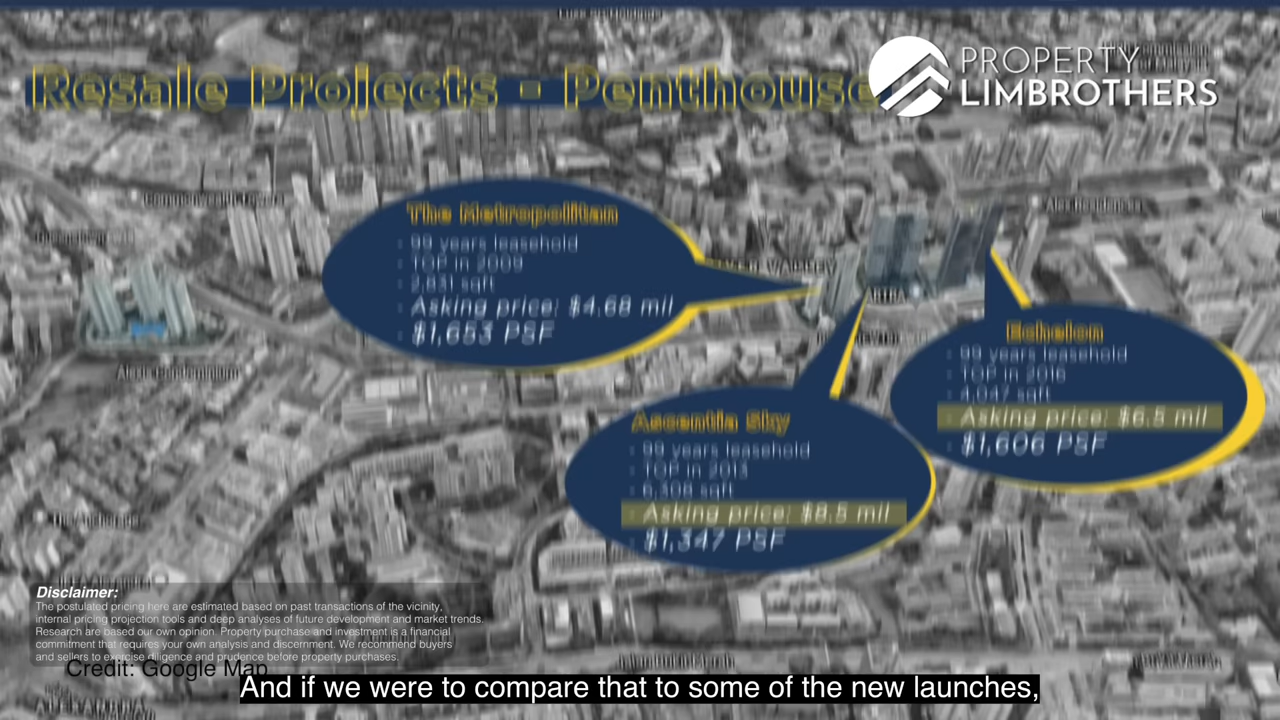 Resale Projects - Penthouse
PROPERTY
LIMBROTHERS
The Metropolitan
99 years leasehold
TOP in 2009
2,831 sqft
Asking price: $4.68 mil
$1,653 PSF
Echelon
99 years leasehold
TOP in 2016
4,047 sqft
Asking price: $6.5 mil
$1,606 PSF
ARTRA
Ascentia Sky
99 years leasehold
TOP in 2013
6,308 sqft
Asking price: $8.5 mil
$1,347 PSF
Alexis Condominium
Commonwealth Towers
The Anchorage
Disclaimer:
The postulated pricing here are estimated based on past transactions of the vicinity,
internal pricing projection tools and deep analyses of future development and market trends.
Research are based our own opinion. Property purchase and investment is a financial
commitment that requires your own analysis and discernment. We recommend buyers
and sellers to exercise diligence and prudence before property purchases.
Credit: Google Map
And if we were to compare that to some of the new launches,